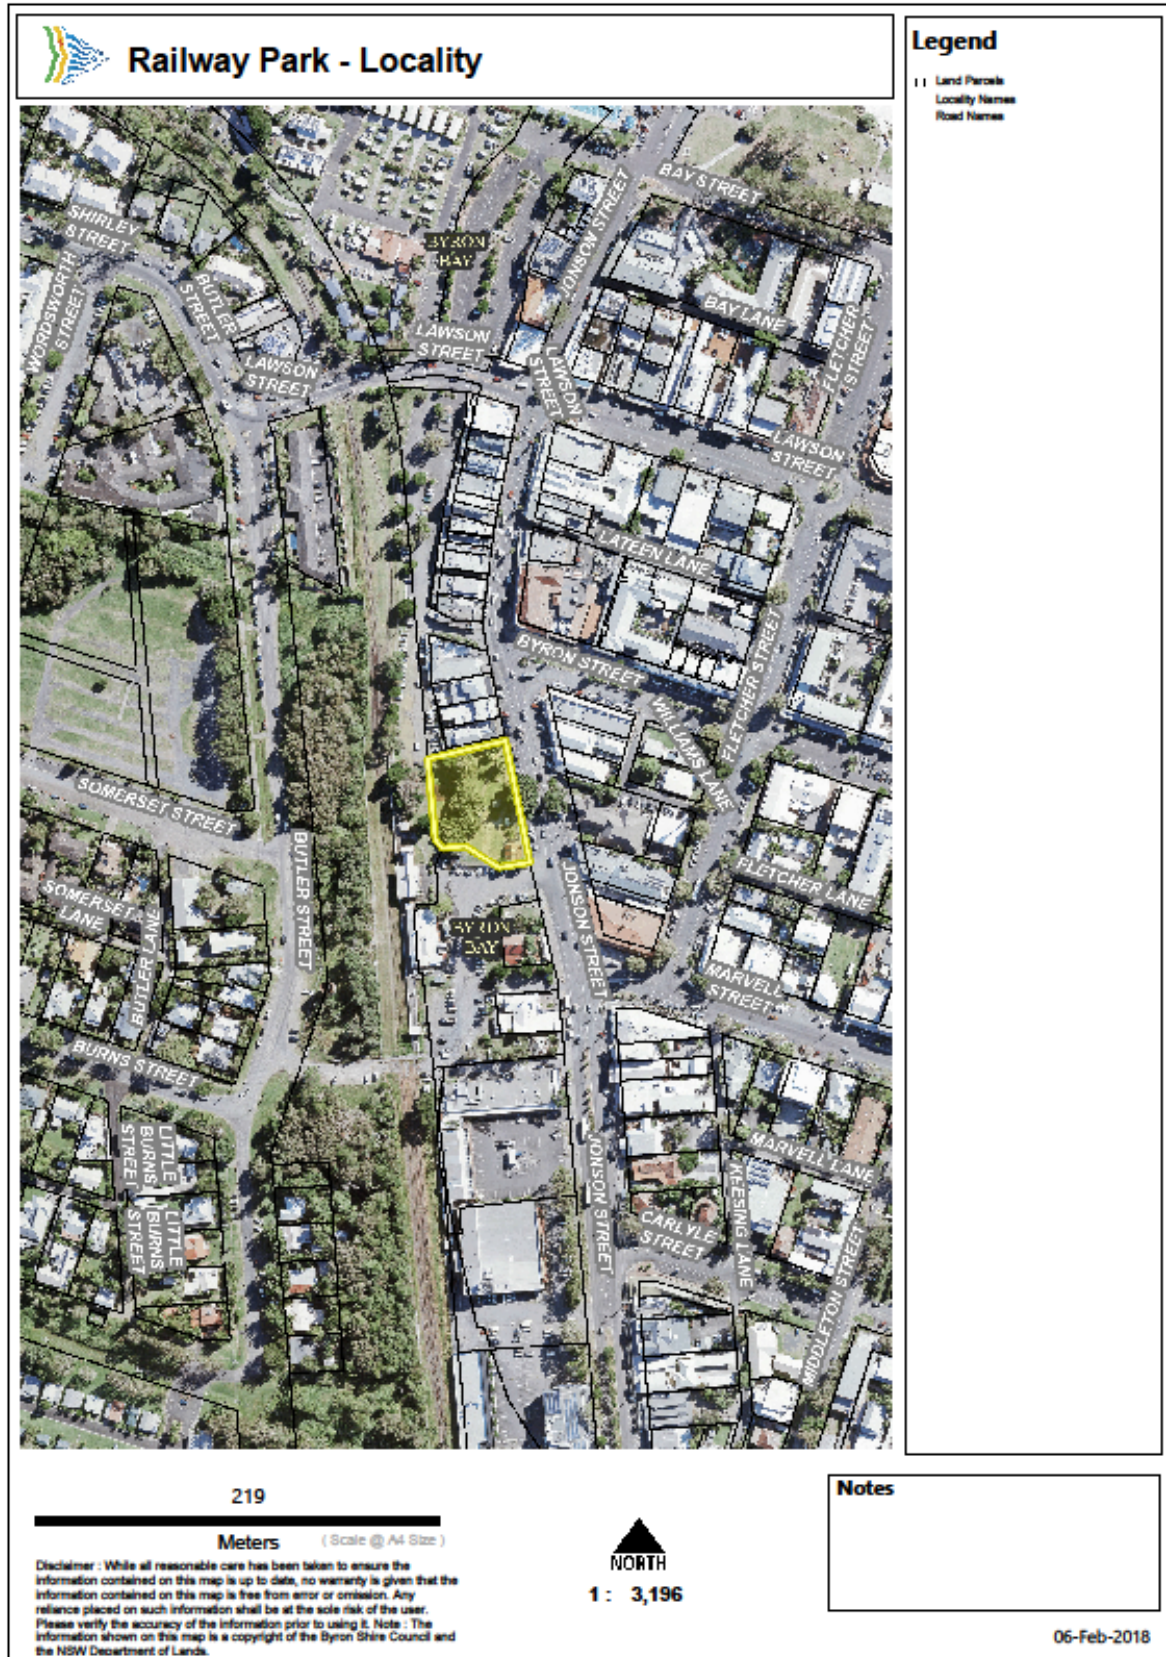 Railway Park - Locality
Legend
Land Parcels
Locality Names
Road Names
BAY STREET
SHIRLEY
STREET
JONSON STREET
BYRON
BAY
WORDSWORTH
STREET
BUTLER
STREET
BAY LANE
FLETCHER
STREET
LAWSON
STREET
LAWSON
STREET
LAWSON
STREET
LAWSON
STREET
LATEEN LANE
BYRON STREET
FLETCHER STREET
WILLIAMS LANE
SOMERSET STREET
BUTLER STREET
FLETCHER LANE
JONSON STREET
SOMERSET
LANE
BUTLER LANE
BYRON
BAY
MARVELL
STREET
BURNS STREET
LITTLE
BURNS
STREET
MARVELL LANE
JONSON STREET
KEESING LANE
LITTLE
BURNS
STREET
CARLYLE
STREET
MIDDLETON STREET
219
Meters
( Scale @ A4 Size )
Disclaimer : While all reasonable care has been taken to ensure the
information contained on this map is up to date, no warranty is given that the
information contained on this map is free from error or omission. Any
reliance placed on such information shall be at the sole risk of the user.
Please verify the accuracy of the information prior to using it. Note : The
information shown on this map is a copyright of the Byron Shire Council and
the NSW Department of Lands.
NORTH
1 : 3,196
Notes
06-Feb-2018